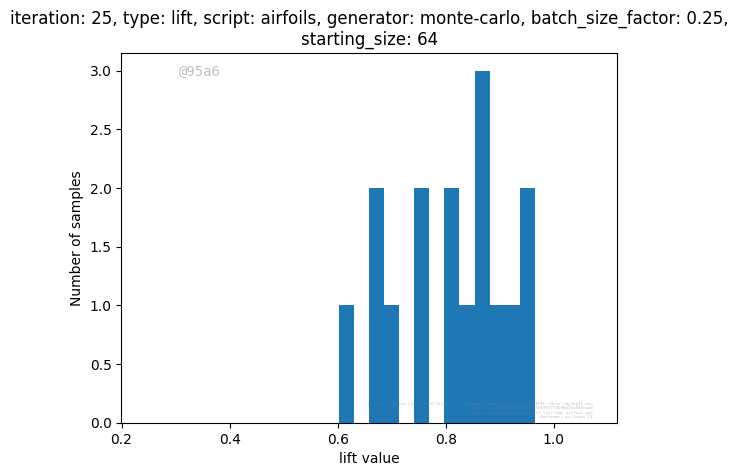 iteration: 25, type: lift, script: airfoils, generator: monte-carlo, batch_size_factor: 0.25,
starting_size: 64
@95a6
3.0
2.5
2.0
1.5
1.0
0.5
0.0
Number of samples
0.2
0.4
0.6
0.8
1.0
lift value